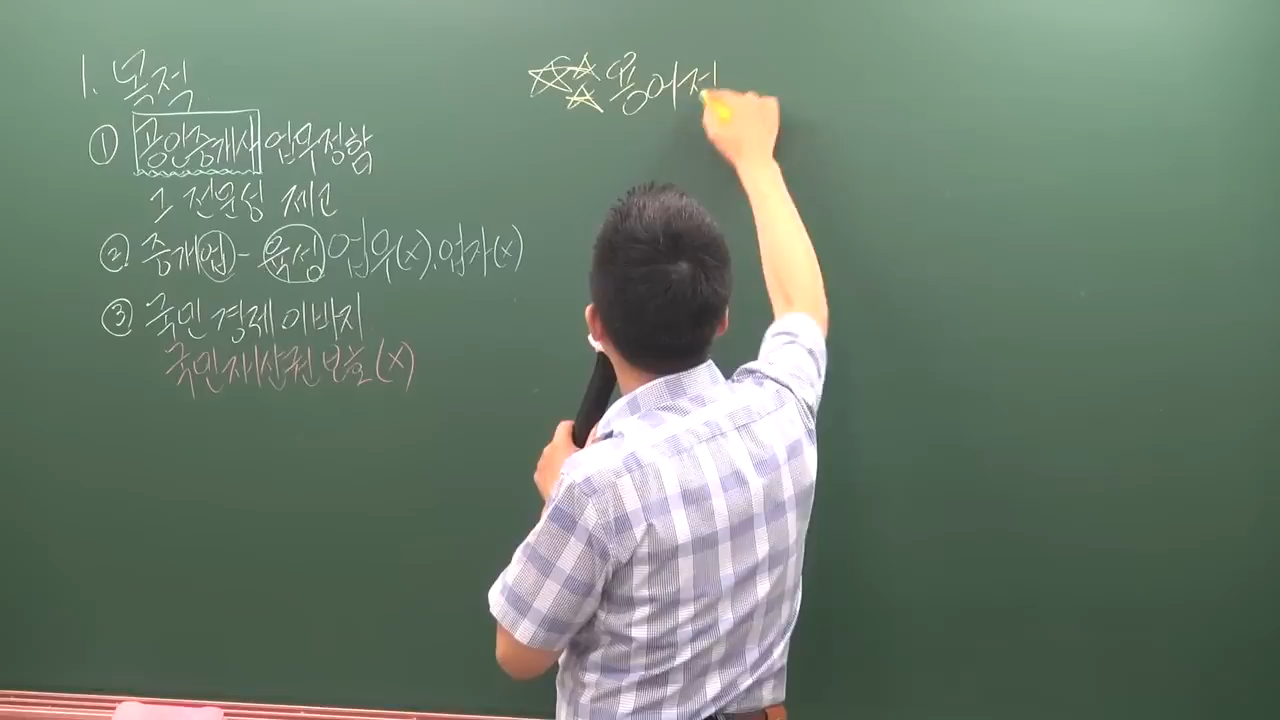 1. 목적
① 공인중개사 업무정함
그 전문성 제고
② 중개업 - 육성 업무(x). 업자(x)
③ 국민경제 이바지
국민재산권 보호(x)
☆☆☆ 용어정